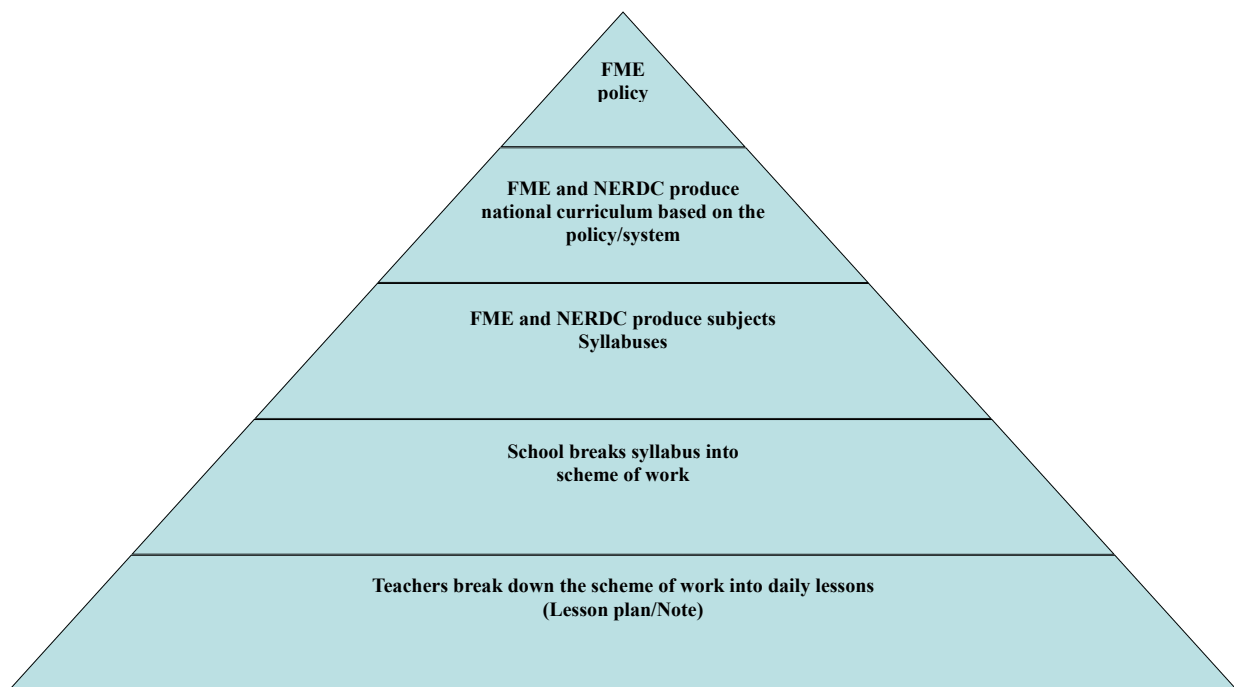 FME
policy
FME and NERDC produce
national curriculum based on the
policy/system
FME and NERDC produce subjects
Syllabuses
School breaks syllabus into
scheme of work
Teachers break down the scheme of work into daily lessons
(Lesson plan/Note)